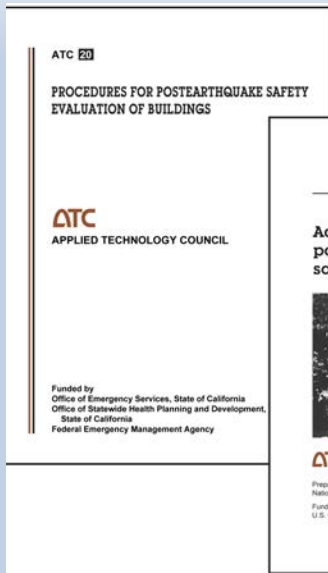 ATC 20
PROCEDURES FOR POSTEARTHQUAKE SAFETY
EVALUATION OF BUILDINGS
ATC
APPLIED TECHNOLOGY COUNCIL
Funded by
Office of Emergency Services, State of California
Office of Statewide Health Planning and Development,
State of California
Federal Emergency Management Agency
U.S.